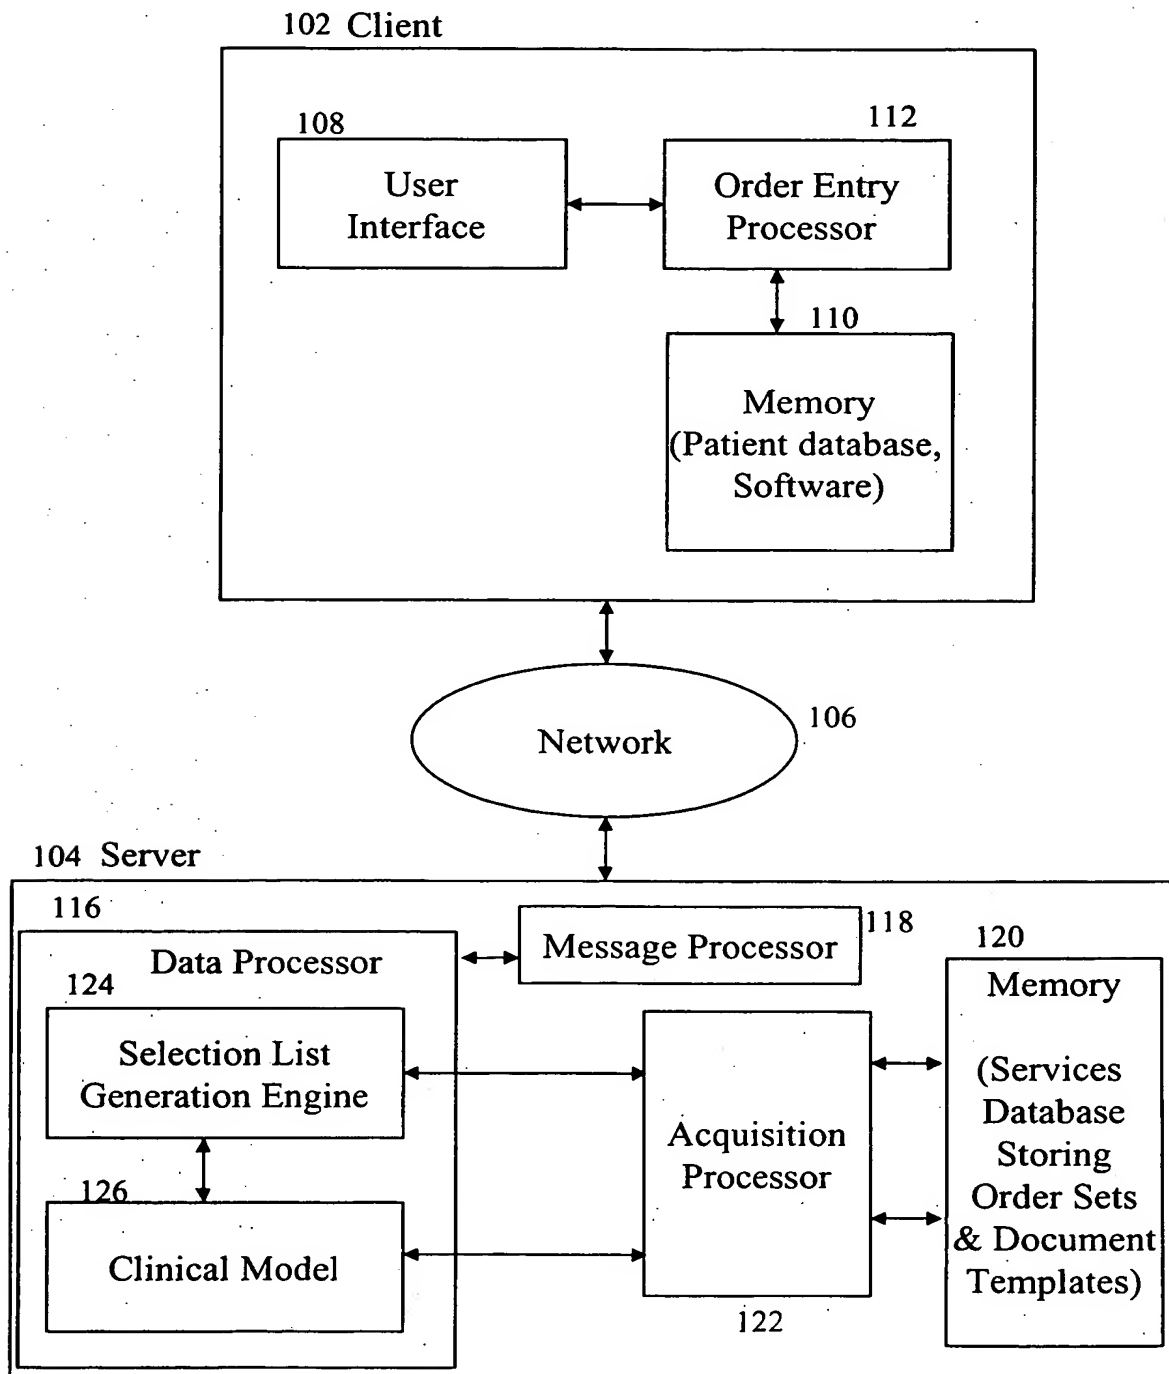 102 Client
108
User
Interface
112
Order Entry
Processor
110
Memory
(Patient database,
Software)
Network
106
104 Server
116
Data Processor
118
Message Processor
124
Selection List
Generation Engine
126
Clinical Model
Acquisition
Processor
122
120
Memory
(Services
Database
Storing
Order Sets
& Document
Templates)